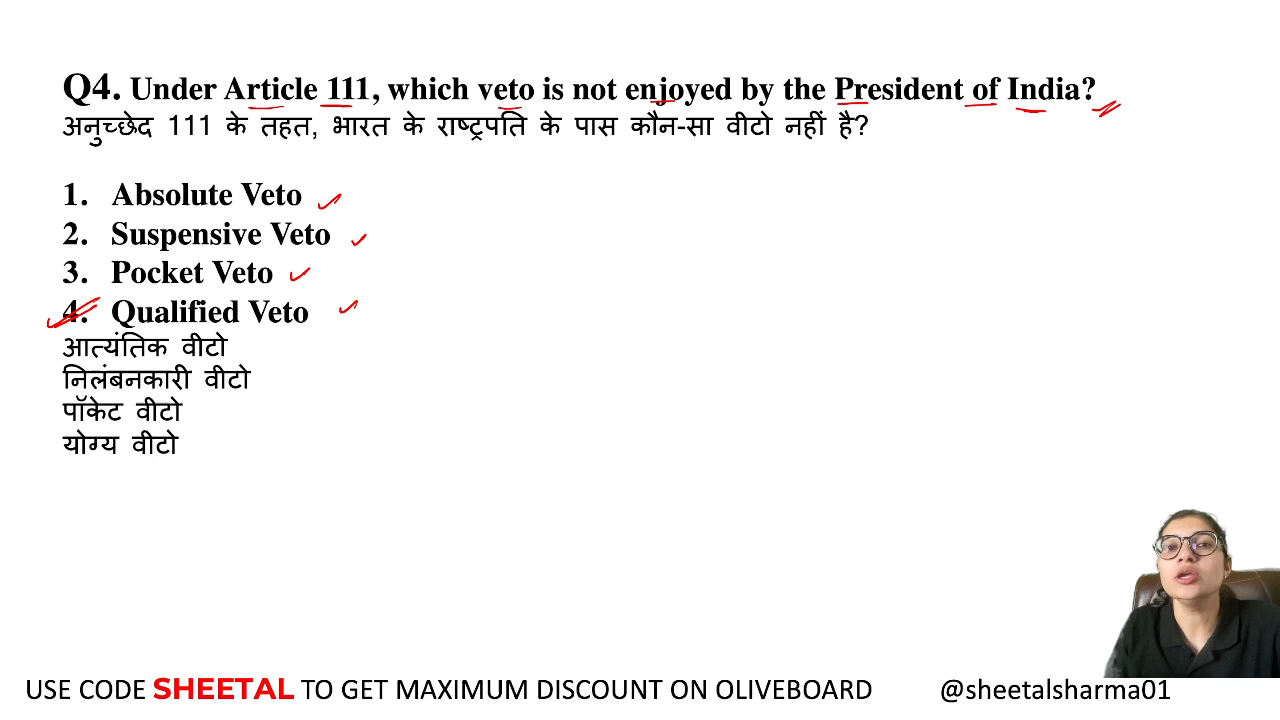 Q4. Under Article 111, which veto is not enjoyed by the President of India?
अनुच्छेद 111 के तहत, भारत के राष्ट्रपति के पास कौन-सा वीटो नहीं है?
1. Absolute Veto
2. Suspensive Veto
3. Pocket Veto
4. Qualified Veto
आत्यंतिक वीटो
निलंबनकारी वीटो
पॉकेट वीटो
योग्य वीटो
USE CODE SHEETAL TO GET MAXIMUM DISCOUNT ON OLIVEBOARD @sheetalsharma01